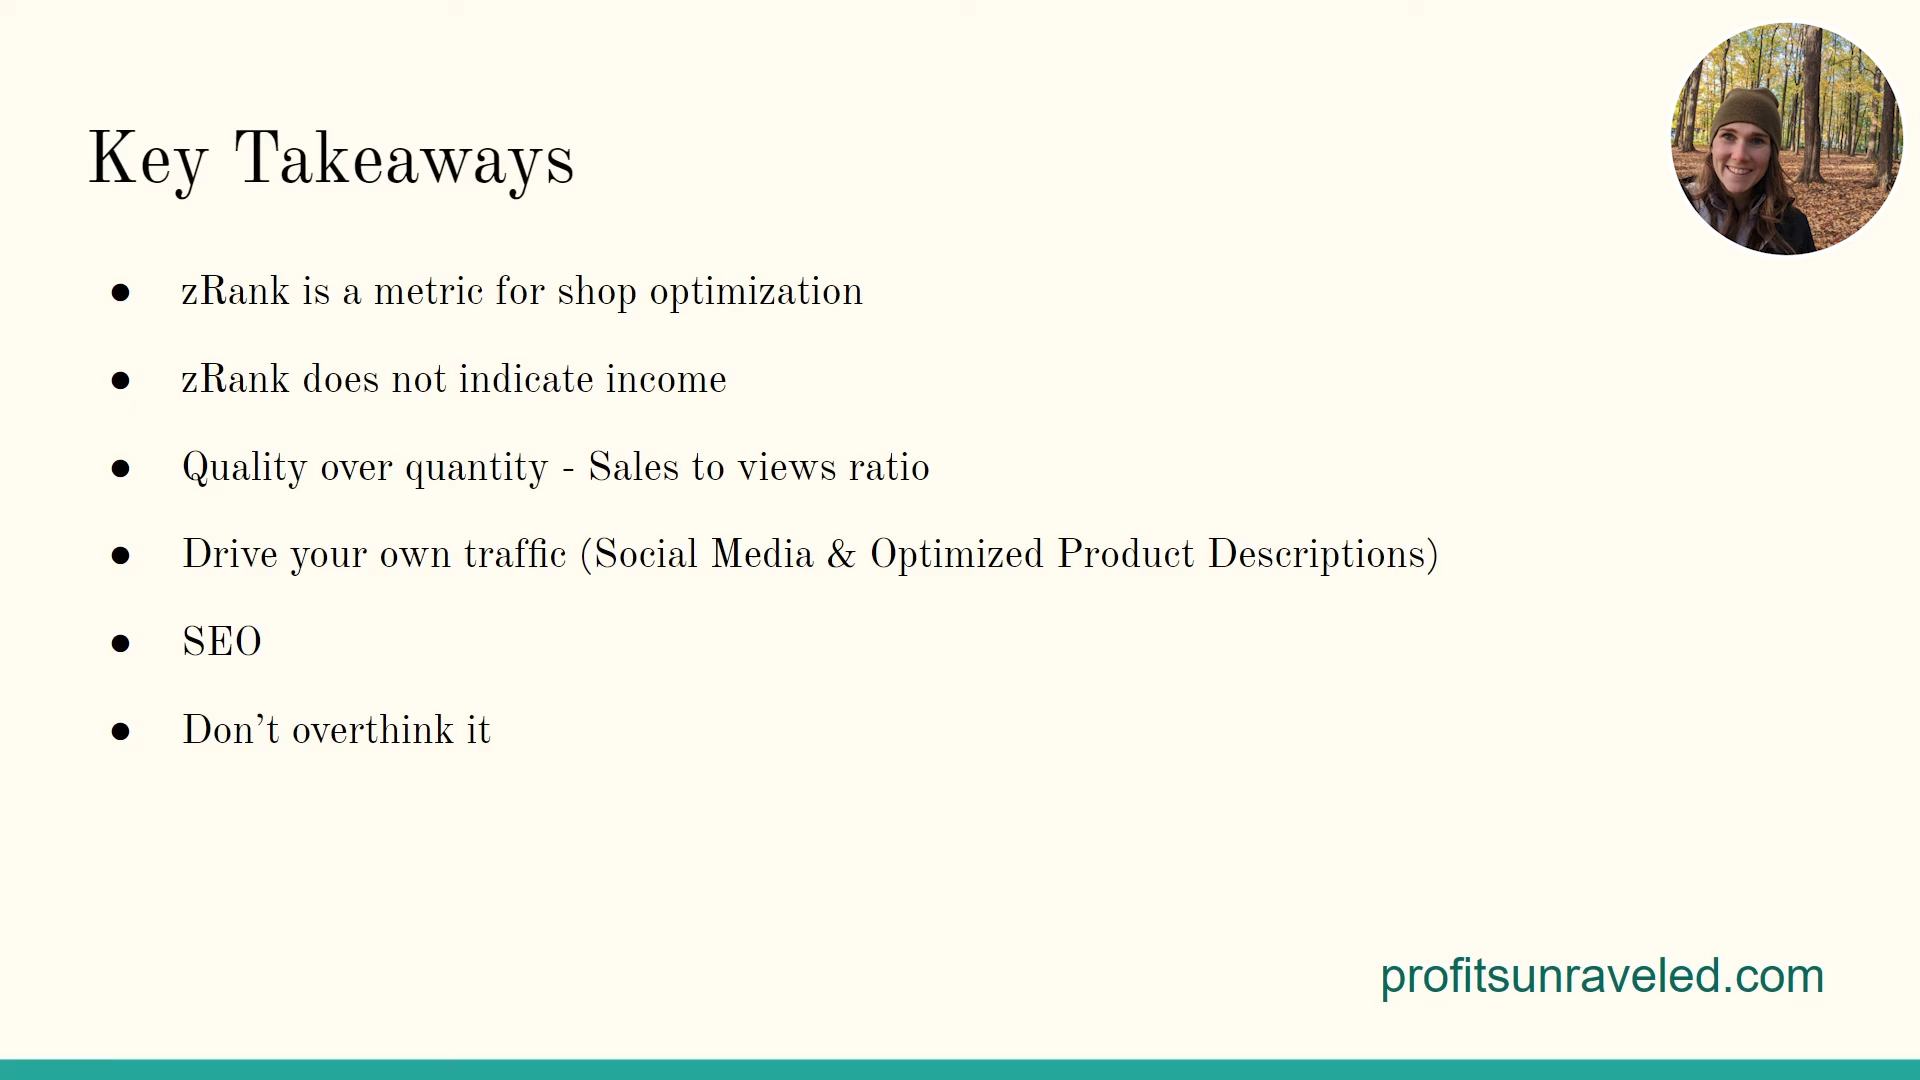 Key Takeaways
● zRank is a metric for shop optimization
● zRank does not indicate income
● Quality over quantity - Sales to views ratio
● Drive your own traffic (Social Media & Optimized Product Descriptions)
● SEO
● Don’t overthink it
profitsunraveled.com